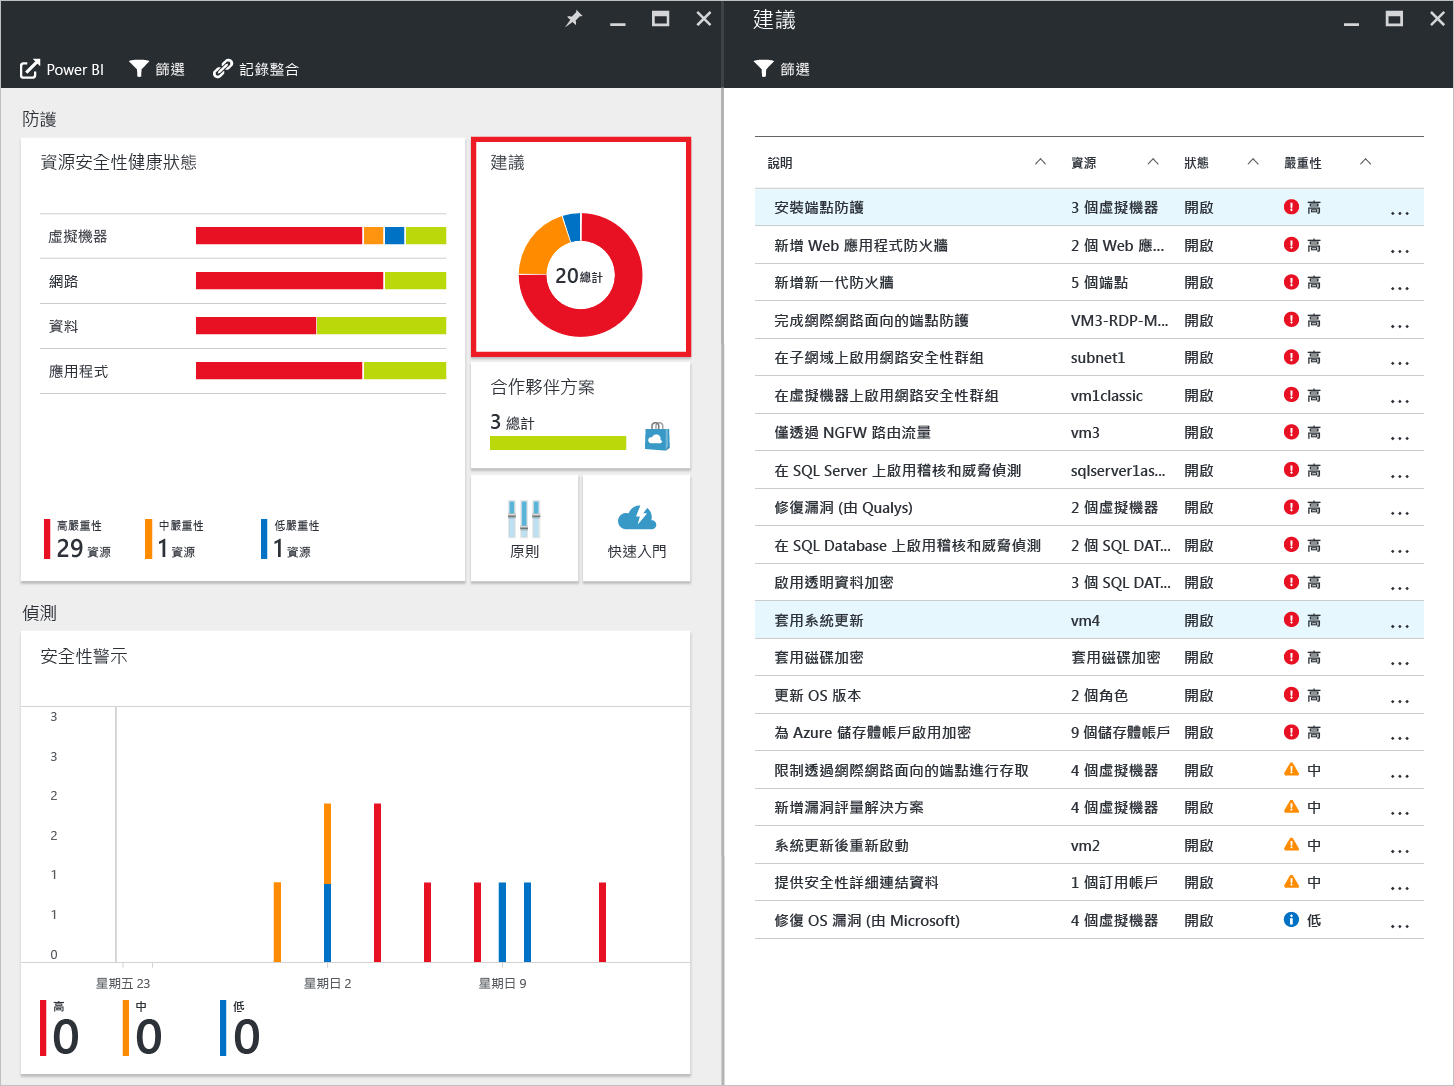 Power BI 篩選 記錄整合
防護
資源安全性健康狀態
虛擬機器
網路
資料
應用程式
高嚴重性
29 資源
中嚴重性
1 資源
低嚴重性
1 資源
建議
20總計
合作夥伴方案
3 總計
原則
快速入門
偵測
安全性警示
3
3
2
2
1
1
0
星期五 23 星期日 2 星期日 9
高
0
中
0
低
0
建議
篩選
說明 資源 狀態 嚴重性
安裝端點防護 3 個虛擬機器 開啟 高 ...
新增 Web 應用程式防火牆 2 個 Web 應... 開啟 高 ...
新增新一代防火牆 5 個端點 開啟 高 ...
完成網際網路面向的端點防護 VM3-RDP-M... 開啟 高 ...
在子網域上啟用網路安全性群組 subnet1 開啟 高 ...
在虛擬機器上啟用網路安全性群組 vm1classic 開啟 高 ...
僅透過 NGFW 路由流量 vm3 開啟 高 ...
在 SQL Server 上啟用稽核和威脅偵測 sqlserver1as... 開啟 高 ...
修復漏洞 (由 Qualys) 2 個虛擬機器 開啟 高 ...
在 SQL Database 上啟用稽核和威脅偵測 2 個 SQL DAT... 開啟 高 ...
啟用透明資料加密 3 個 SQL DAT... 開啟 高 ...
套用系統更新 vm4 開啟 高 ...
套用磁碟加密 套用磁碟加密 開啟 高 ...
更新 OS 版本 2 個角色 開啟 高 ...
為 Azure 儲存體帳戶啟用加密 9 個儲存體帳戶 開啟 高 ...
限制透過網際網路面向的端點進行存取 4 個虛擬機器 開啟 中 ...
新增漏洞評量解決方案 4 個虛擬機器 開啟 中 ...
系統更新後重新啟動 vm2 開啟 中 ...
提供安全性詳細連結資料 1 個訂用帳戶 開啟 中 ...
修復 OS 漏洞 (由 Microsoft) 4 個虛擬機器 開啟 低 ...